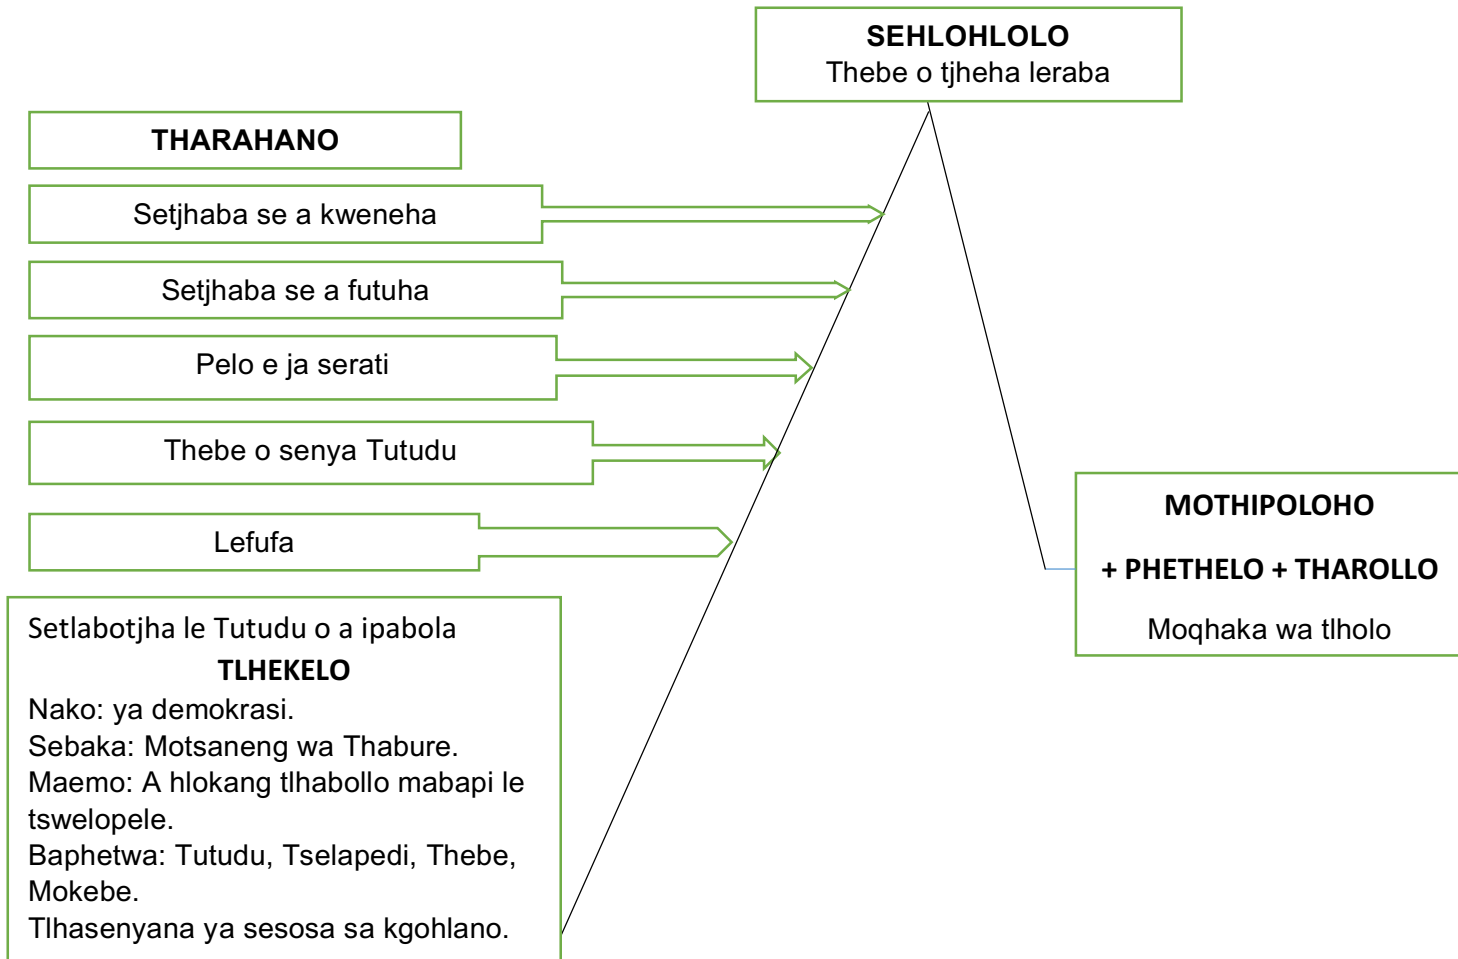 SEHLOHLOLO
Thebe o tjheha leraba
THARAHANO
Setjhaba se a kweneha
Setjhaba se a futuha
Pelo e ja serati
Thebe o senya Tutudu
Lefufa
Setlabotjha le Tutudu o a ipabola
TLHEKELO
Nako: ya demokrasi.
Sebaka: Motsaneng wa Thabure.
Maemo: A hlokang tlhabollo mabapi le
tswelopele.
Baphetwa: Tutudu, Tselapedi, Thebe,
Mokebe.
Tlhasenyana ya sesosa sa kgohlano.
MOTHIPOLOHO
+ PHETHELO + THAROLLO
Moqhaka wa tlholo